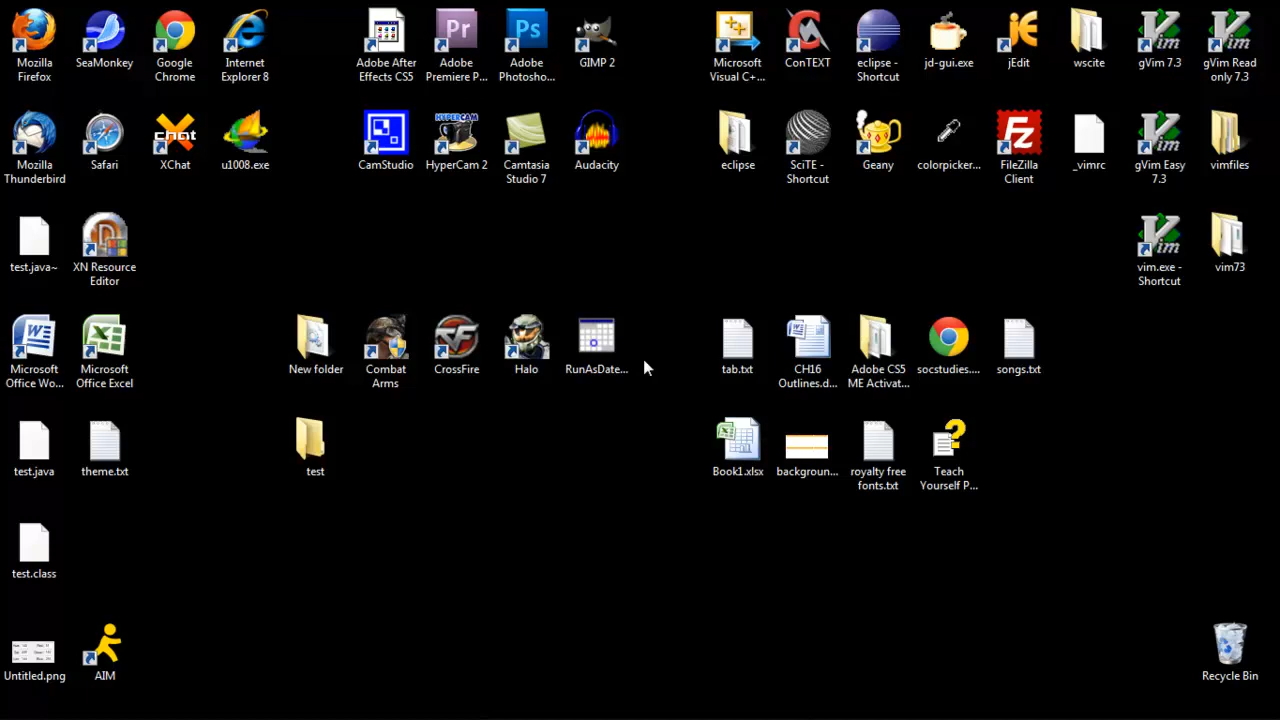 Mozilla
Firefox
SeaMonkey
Google
Chrome
Internet
Explorer 8
Adobe After
Effects CS5
Adobe
Premiere P...
Adobe
Photosho...
GIMP 2
Microsoft
Visual C+...
ConTEXT
eclipse -
Shortcut
jd-gui.exe
jEdit
wscite
gVim 7.3
gVim Read
only 7.3
Mozilla
Thunderbird
Safari
XChat
u1008.exe
CamStudio
HyperCam 2
Camtasia
Studio 7
Audacity
eclipse
SciTE -
Shortcut
Geany
colorpicker...
FileZilla
Client
_vimrc
gVim Easy
7.3
vimfiles
test.java~
XN Resource
Editor
vim.exe -
Shortcut
vim73
Microsoft
Office Wo...
Microsoft
Office Excel
New folder
Combat
Arms
CrossFire
Halo
RunAsDate...
tab.txt
CH16
Outlines.d...
Adobe CS5
ME Activat...
socstudies....
songs.txt
test.java
theme.txt
test
Book1.xlsx
backgroun...
royalty free
fonts.txt
Teach
Yourself P...
test.class
Untitled.png
AIM
Recycle Bin